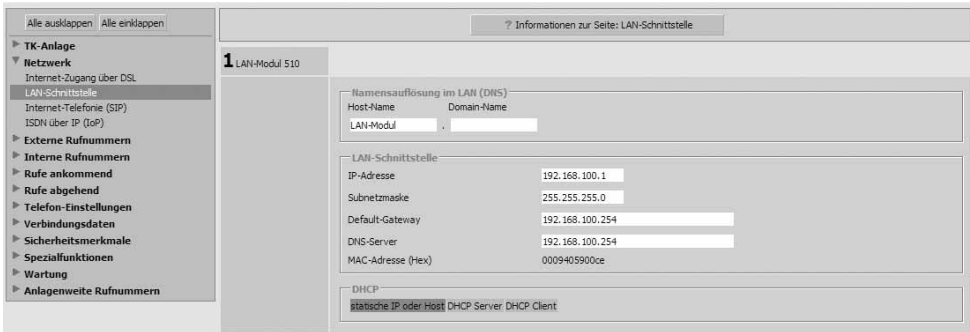 Alle ausklappen Alle einklappen
TK-Anlage
Netzwerk
Internet-Zugang über DSL
LAN-Schnittstelle
Internet-Telefonie (SIP)
ISDN über IP (IoP)
Externe Rufnummern
Interne Rufnummern
Rufe ankommend
Rufe abgehend
Telefon-Einstellungen
Verbindungsdaten
Sicherheitsmerkmale
Spezialfunktionen
Wartung
Anlagenweite Rufnummern
? Informationen zur Seite: LAN-Schnittstelle
1 LAN-Modul 510
Namensauflösung im LAN (DNS)
Host-Name Domain-Name
LAN-Modul .
LAN-Schnittstelle
IP-Adresse 192.168.100.1
Subnetzmaske 255.255.255.0
Default-Gateway 192.168.100.254
DNS-Server 192.168.100.254
MAC-Adresse (Hex) 0009405900ce
DHCP
statische IP oder Host DHCP Server DHCP Client